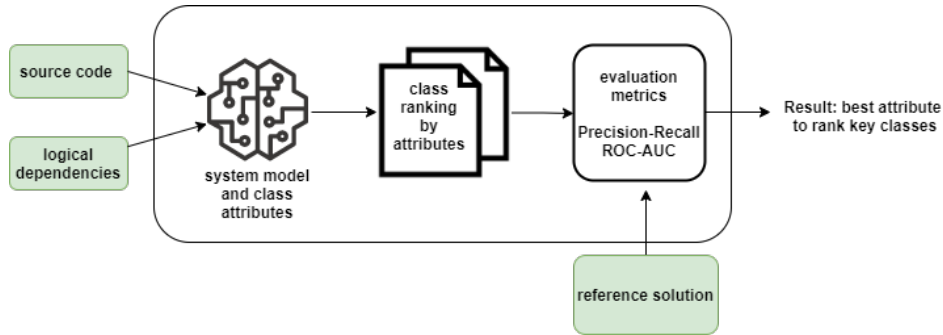 source code
logical
dependencies
system model
and class
attributes
class
ranking
by
attributes
evaluation
metrics
Precision-Recall
ROC-AUC
Result: best attribute
to rank key classes
reference solution